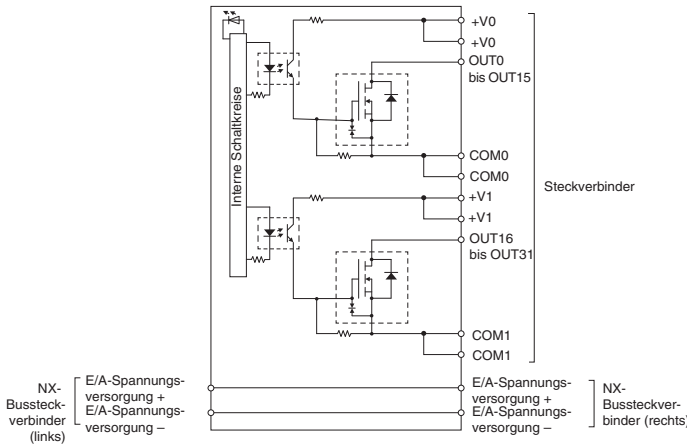 Interne Schaltkreise
+V0
+V0
OUT0
bis OUT15
COM0
COM0
+V1
+V1
OUT16
bis OUT31
COM1
COM1
Steckverbinder
NX-
Bussteck-
verbinder
(links)
E/A-Spannungs-
versorgung +
E/A-Spannungs-
versorgung –
E/A-Spannungs-
versorgung +
E/A-Spannungs-
versorgung –
NX-
Bussteckver-
binder (rechts)